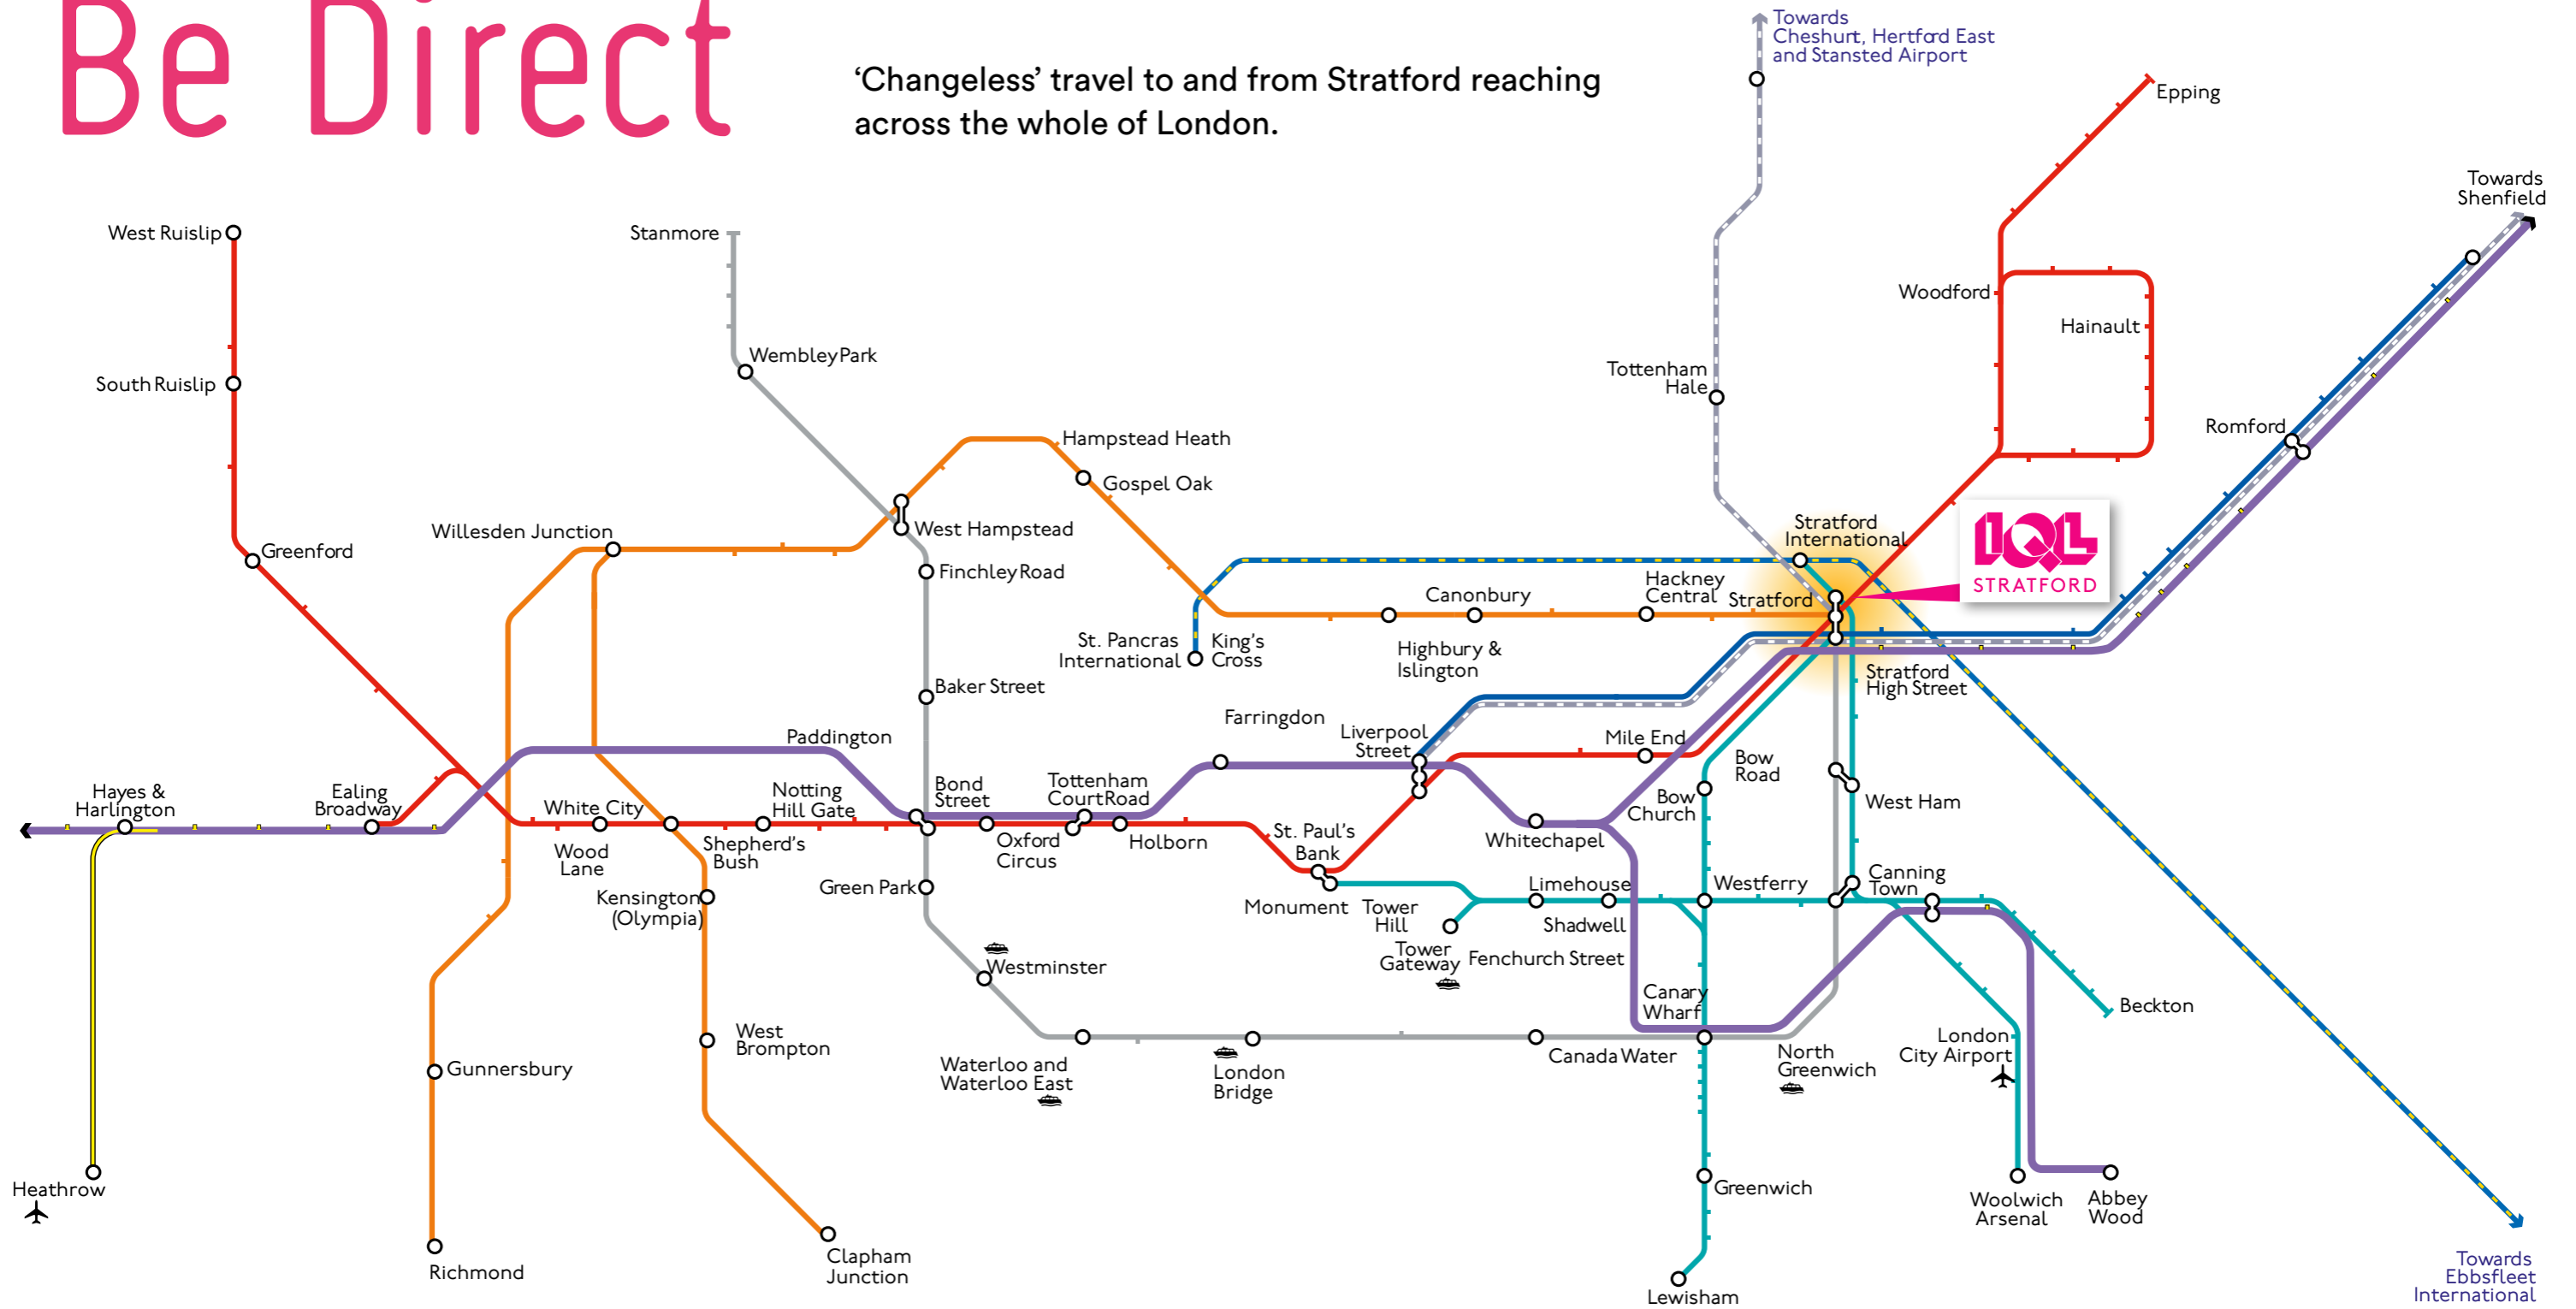 Be Direct
‘Changeless’ travel to and from Stratford reaching
across the whole of London.
Towards
Cheshurt, Hertford East
and Stansted Airport
Epping
Towards
Shenfield
West Ruislip
Stanmore
Woodford
Hainault
Wembley Park
Tottenham
Hale
South Ruislip
Romford
Hampstead Heath
Gospel Oak
Willesden Junction
West Hampstead
Stratford
International
IQL
STRATFORD
Greenford
Finchley Road
Hackney
Central
Canonbury
Stratford
St. Pancras
International
King’s
Cross
Highbury &
Islington
Stratford
High Street
Baker Street
Farringdon
Liverpool
Street
Paddington
Mile End
Bow
Road
Hayes &
Harlington
Ealing
Broadway
White City
Notting
Hill Gate
Bond
Street
Tottenham
Court Road
Bow
Church
West Ham
Wood
Lane
Shepherd’s
Bush
Oxford
Circus
Holborn
St. Paul’s
Bank
Whitechapel
Green Park
Kensington
(Olympia)
Monument
Tower
Hill
Limehouse
Shadwell
Westferry
Canning
Town
Tower
Gateway
Fenchurch Street
Westminster
Canary
Wharf
Beckton
West
Brompton
London
City Airport
Gunnersbury
Waterloo and
Waterloo East
London
Bridge
Canada Water
North
Greenwich
Heathrow
Greenwich
Woolwich
Arsenal
Abbey
Wood
Richmond
Clapham
Junction
Lewisham
Towards
Ebbsfleet
International